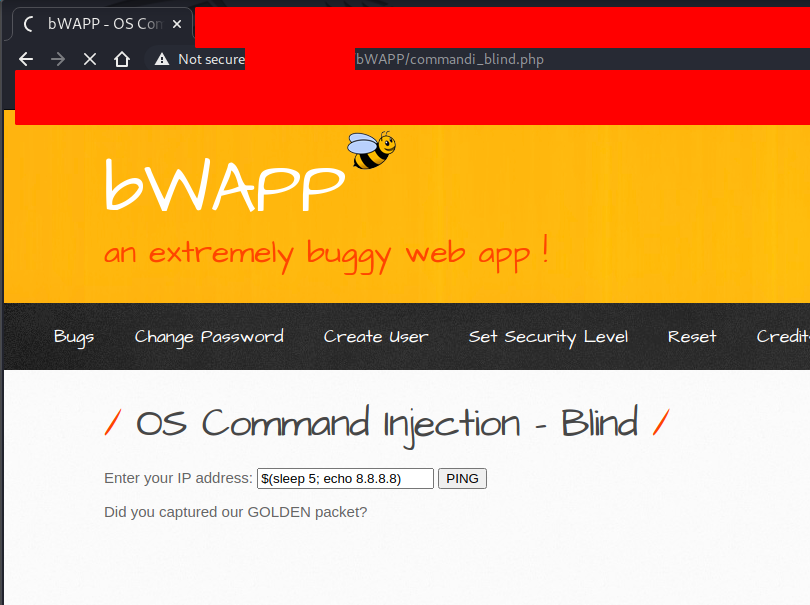 bWAPP - OS Con
Not secure
bWAPP/commandi_blind.php
bWAPP
an extremely buggy web app !
Bugs Change Password Create User Set Security Level Reset Credit
/ OS Command Injection - Blind /
Enter your IP address: $(sleep 5; echo 8.8.8.8) PING
Did you captured our GOLDEN packet?